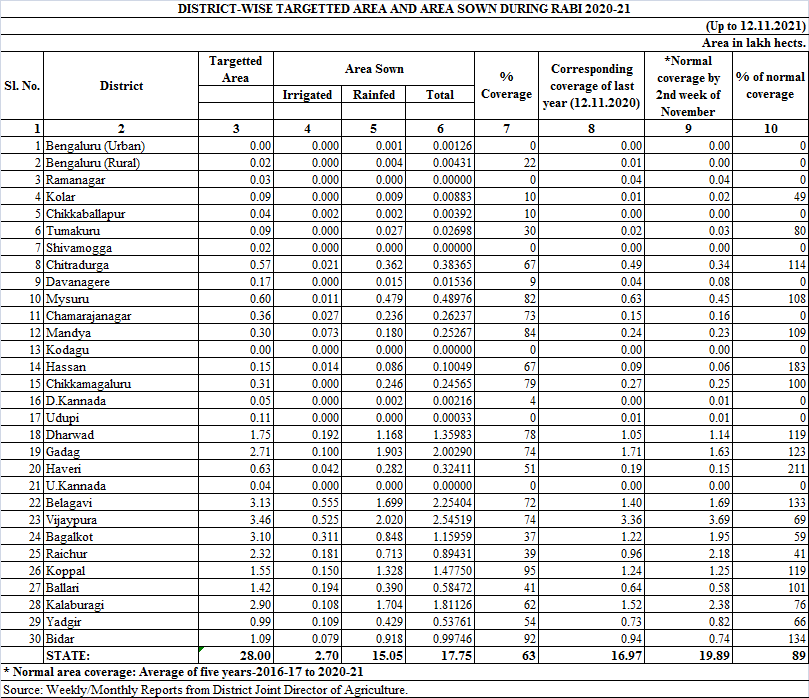 DISTRICT-WISE TARGETTED AREA AND AREA SOWN DURING RABI 2020-21
(Up to 12.11.2021)
Area in lakh hects.
Sl. No. District Targetted Area Area Sown % Coverage Corresponding coverage of last year (12.11.2020) *Normal coverage by 2nd week of November % of normal coverage
Irrigated Rainfed Total
1 2 3 4 5 6 7 8 9 10
1 Bengaluru (Urban) 0.00 0.000 0.001 0.00126 0 0.00 0.00 0
2 Bengaluru (Rural) 0.02 0.000 0.004 0.00431 22 0.01 0.00 0
3 Ramanagar 0.03 0.000 0.000 0.00000 0 0.04 0.04 0
4 Kolar 0.09 0.000 0.009 0.00883 10 0.01 0.02 49
5 Chikkaballapur 0.04 0.002 0.002 0.00392 10 0.00 0.00 0
6 Tumakuru 0.09 0.000 0.027 0.02698 30 0.02 0.03 80
7 Shivamogga 0.02 0.000 0.000 0.00000 0 0.00 0.00 0
8 Chitradurga 0.57 0.021 0.362 0.38365 67 0.49 0.34 114
9 Davanagere 0.17 0.000 0.015 0.01536 9 0.04 0.08 0
10 Mysuru 0.60 0.011 0.479 0.48976 82 0.63 0.45 108
11 Chamarajanagar 0.36 0.027 0.236 0.26237 73 0.15 0.16 0
12 Mandya 0.30 0.073 0.180 0.25267 84 0.24 0.23 109
13 Kodagu 0.00 0.000 0.000 0.00000 0 0.00 0.00 0
14 Hassan 0.15 0.014 0.086 0.10049 67 0.09 0.06 183
15 Chikkamagaluru 0.31 0.000 0.246 0.24565 79 0.27 0.25 100
16 D.Kannada 0.05 0.000 0.002 0.00216 4 0.00 0.01 0
17 Udupi 0.11 0.000 0.000 0.00033 0 0.01 0.01 0
18 Dharwad 1.75 0.192 1.168 1.35983 78 1.05 1.14 119
19 Gadag 2.71 0.100 1.903 2.00290 74 1.71 1.63 123
20 Haveri 0.63 0.042 0.282 0.32411 51 0.19 0.15 211
21 U.Kannada 0.04 0.000 0.000 0.00000 0 0.00 0.00 0
22 Belagavi 3.13 0.555 1.699 2.25404 72 1.40 1.69 133
23 Vijaypura 3.46 0.525 2.020 2.54519 74 3.36 3.69 69
24 Bagalkot 3.10 0.311 0.848 1.15959 37 1.22 1.95 59
25 Raichur 2.32 0.181 0.713 0.89431 39 0.96 2.18 41
26 Koppal 1.55 0.150 1.328 1.47750 95 1.24 1.25 119
27 Ballari 1.42 0.194 0.390 0.58472 41 0.64 0.58 101
28 Kalaburagi 2.90 0.108 1.704 1.81126 62 1.52 2.38 76
29 Yadgir 0.99 0.109 0.429 0.53761 54 0.73 0.82 66
30 Bidar 1.09 0.079 0.918 0.99746 92 0.94 0.74 134
STATE: 28.00 2.70 15.05 17.75 63 16.97 19.89 89
* Normal area coverage: Average of five years-2016-17 to 2020-21
Source: Weekly/Monthly Reports from District Joint Director of Agriculture.